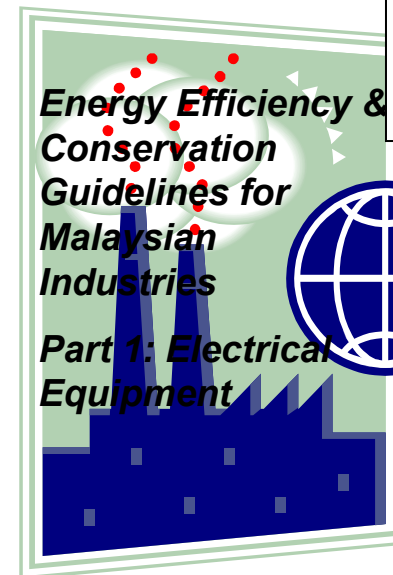 Energy Efficiency &
Conservation
Guidelines for
Malaysian
Industries
Part 1: Electrical
Equipment